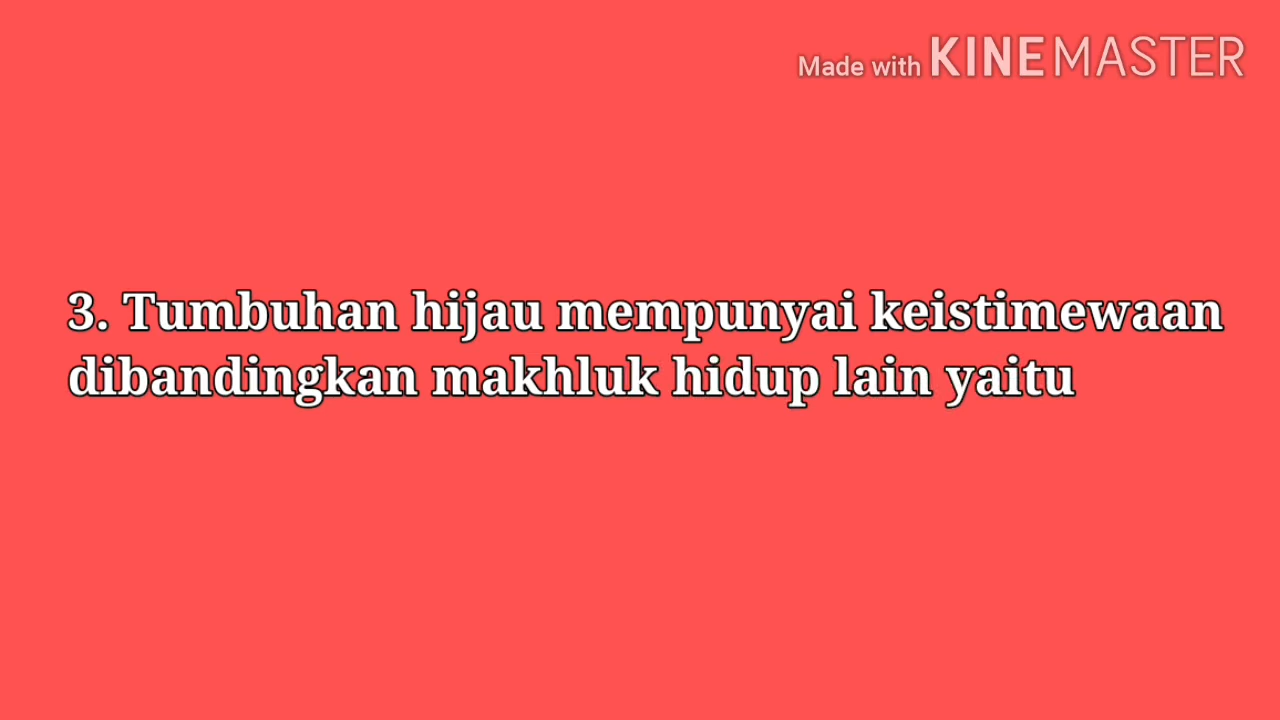 Made with KINEMASTER
3. Tumbuhan hijau mempunyai keistimewaan
dibandingkan makhluk hidup lain yaitu